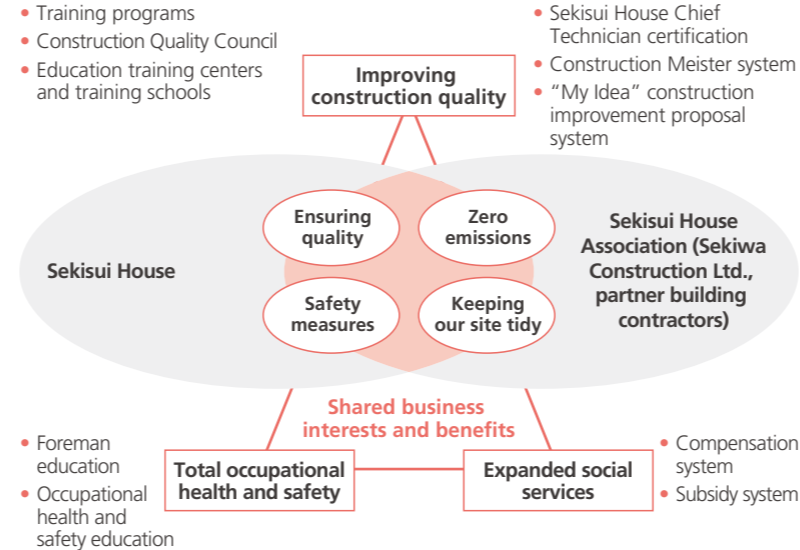 • Training programs
• Construction Quality Council
• Education training centers
and training schools
Improving
construction quality
• Sekisui House Chief
Technician certification
• Construction Meister system
• “My Idea” construction
improvement proposal
system
Sekisui House
Ensuring
quality
Zero
emissions
Safety
measures
Keeping
our site tidy
Sekisui House
Association (Sekiwa
Construction Ltd.,
partner building
contractors)
Shared business
interests and benefits
• Foreman
education
• Occupational
health and
safety education
Total occupational
health and safety
Expanded social
services
• Compensation
system
• Subsidy system